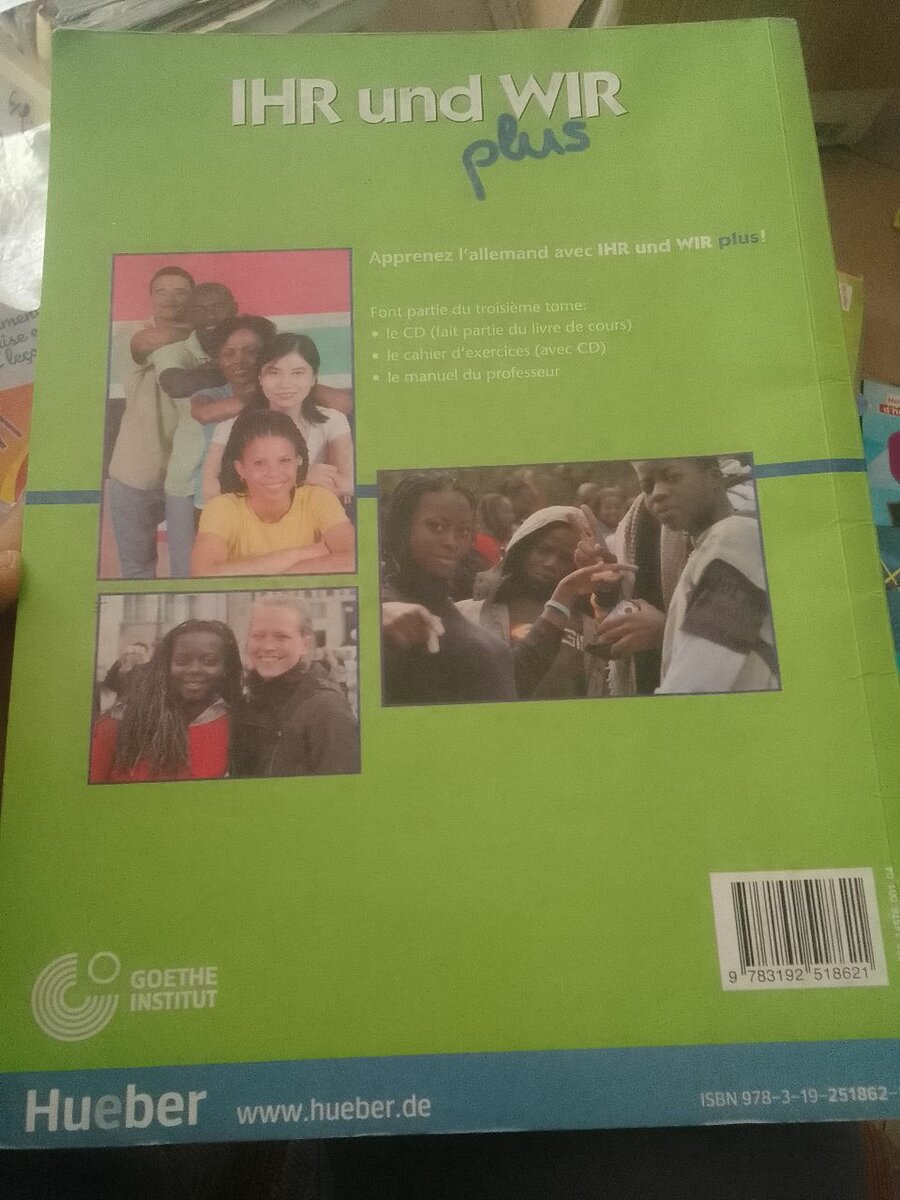 IHR und WIR
plus
Apprenez l'allemand avec IHR und WIR plus!
Font partie du troisième tome:
• le CD (fait partie du livre de cours)
• le cahier d'exercices (avec CD)
• le manuel du professeur
GOETHE
INSTITUT
9 783192 518621
Hueber
www.hueber.de
ISBN 978-3-19-251862-